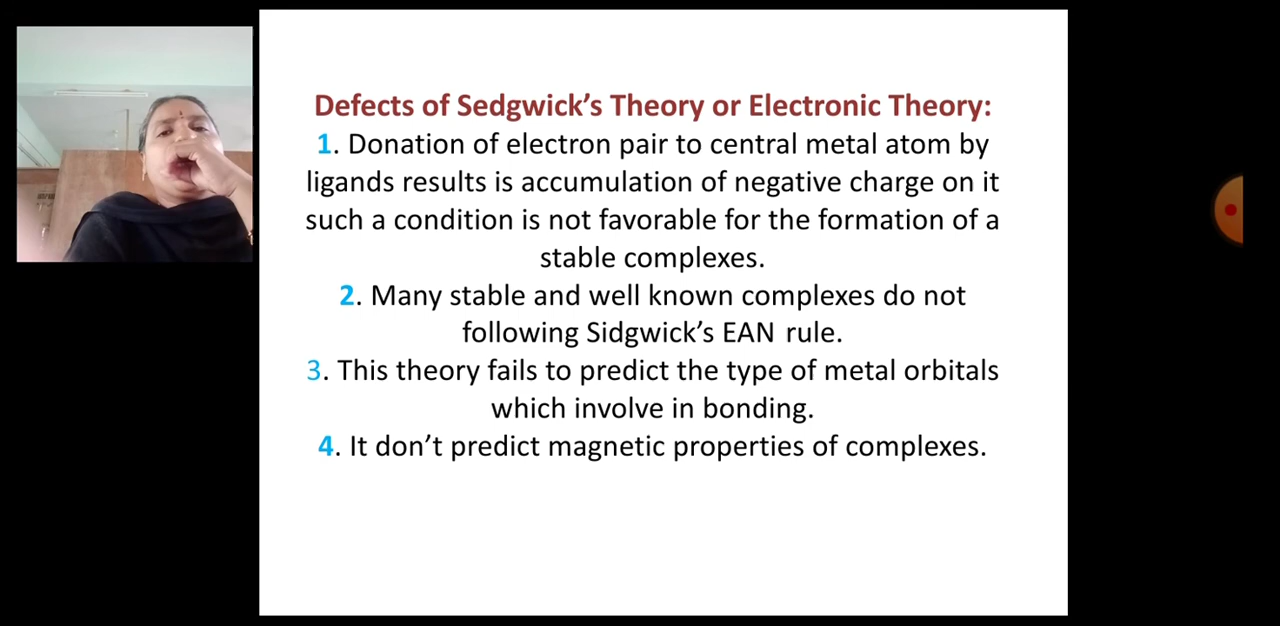 Defects of Sedgwick’s Theory or Electronic Theory:
1. Donation of electron pair to central metal atom by
ligands results is accumulation of negative charge on it
such a condition is not favorable for the formation of a
stable complexes.
2. Many stable and well known complexes do not
following Sidgwick’s EAN rule.
3. This theory fails to predict the type of metal orbitals
which involve in bonding.
4. It don’t predict magnetic properties of complexes.